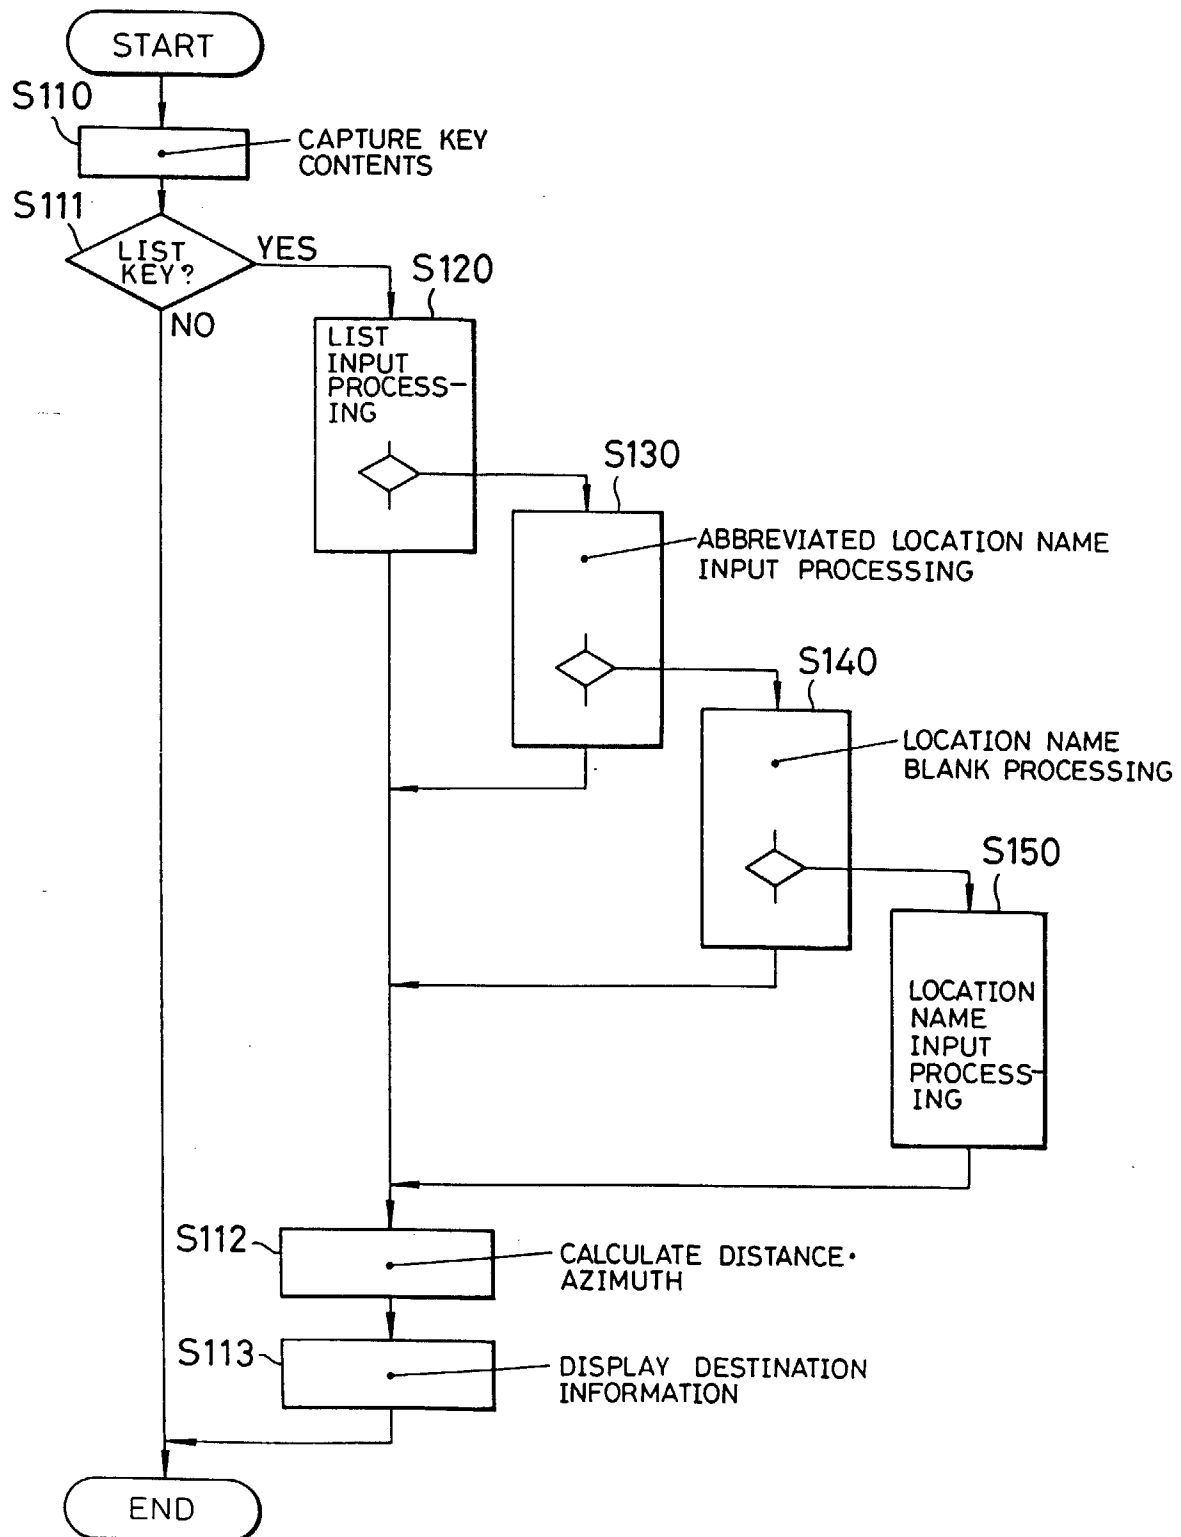 START
S110
CAPTURE KEY
CONTENTS
S111
LIST
KEY?
YES
NO
S120
LIST
INPUT
PROCESS-
ING
S130
ABBREVIATED LOCATION NAME
INPUT PROCESSING
S140
LOCATION NAME
BLANK PROCESSING
S150
LOCATION
NAME
INPUT
PROCESS-
ING
S112
CALCULATE DISTANCE·
AZIMUTH
S113
DISPLAY DESTINATION
INFORMATION
END